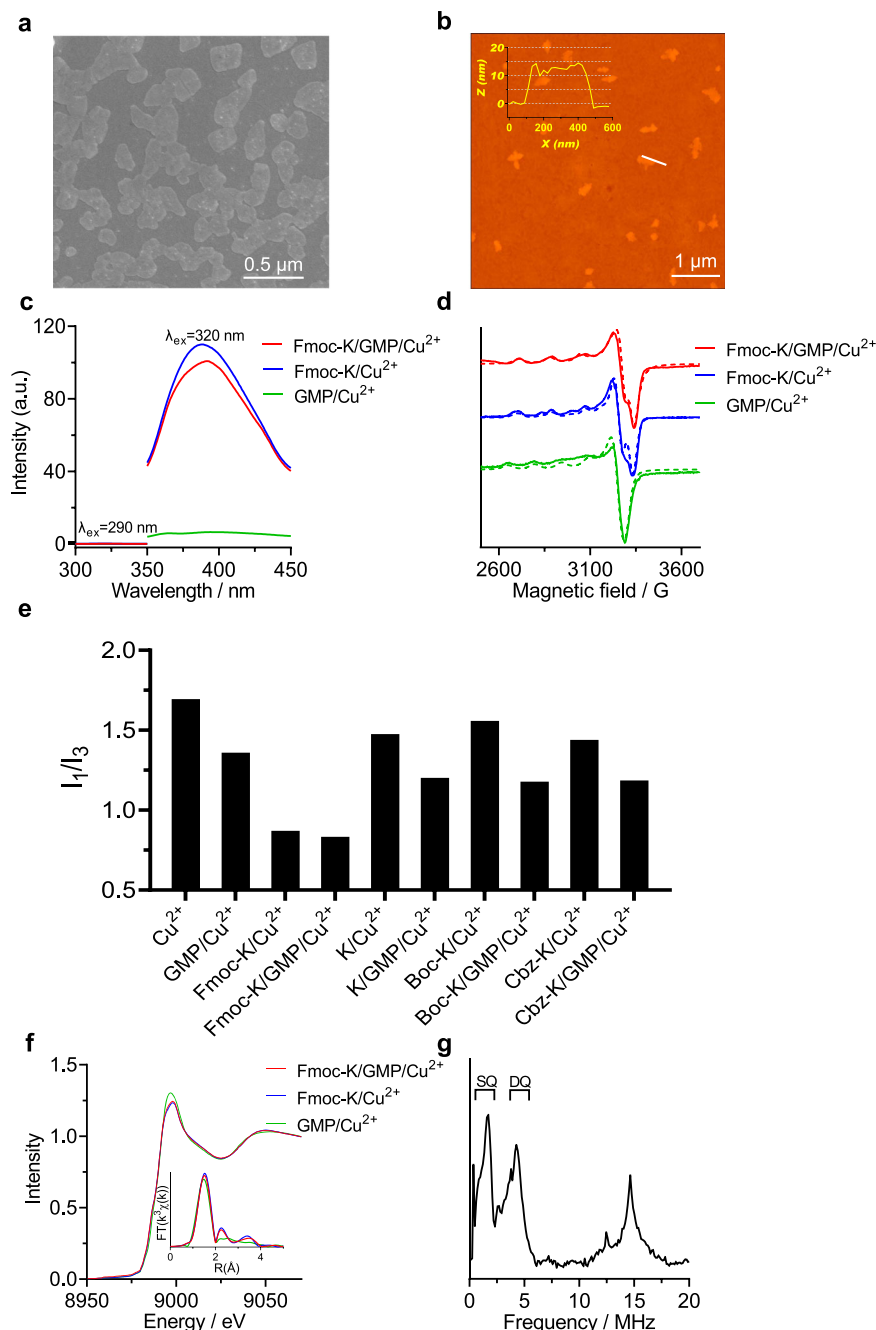 a
0.5 μm
b
20
10
0
Z (nm)
0
200
400
600
X (nm)
1 μm
c
120
80
40
0
Intensity (a.u.)
λex=320 nm
λex=290 nm
Fmoc-K/GMP/Cu²⁺
Fmoc-K/Cu²⁺
GMP/Cu²⁺
300 350 400 450
Wavelength / nm
d
Fmoc-K/GMP/Cu²⁺
Fmoc-K/Cu²⁺
GMP/Cu²⁺
2600 3100 3600
Magnetic field / G
e
2.0
1.5
1.0
0.5
I₁/I₃
Cu²⁺
GMP/Cu²⁺
Fmoc-K/Cu²⁺
Fmoc-K/GMP/Cu²⁺
K/Cu²⁺
K/GMP/Cu²⁺
Boc-K/Cu²⁺
Boc-K/GMP/Cu²⁺
Cbz-K/Cu²⁺
Cbz-K/GMP/Cu²⁺
f
1.5
1.0
0.5
0.0
Intensity
Fmoc-K/GMP/Cu²⁺
Fmoc-K/Cu²⁺
GMP/Cu²⁺
FT(k³χ(k))
0 2 4
R(Å)
8950 9000 9050
Energy / eV
g
SQ DQ
0 5 10 15 20
Frequency / MHz